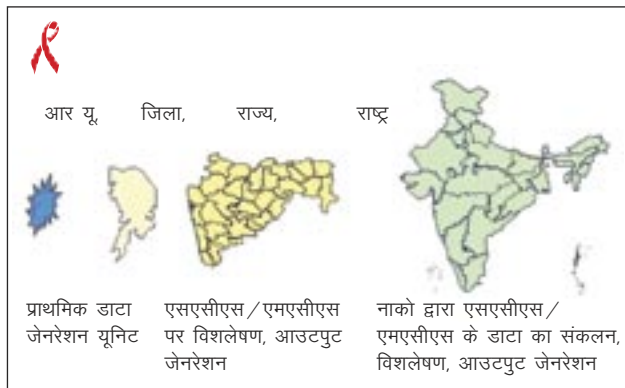 आर यू, जिला, राज्य, राष्ट्र
प्राथमिक डाटा
जेनरेशन यूनिट
एसएसीएस/एमएसीएस
पर विशलेषण, आउटपुट
जेनरेशन
नाको द्वारा एसएसीएस/
एमएसीएस के डाटा का संकलन,
विशलेषण, आउटपुट जेनरेशन